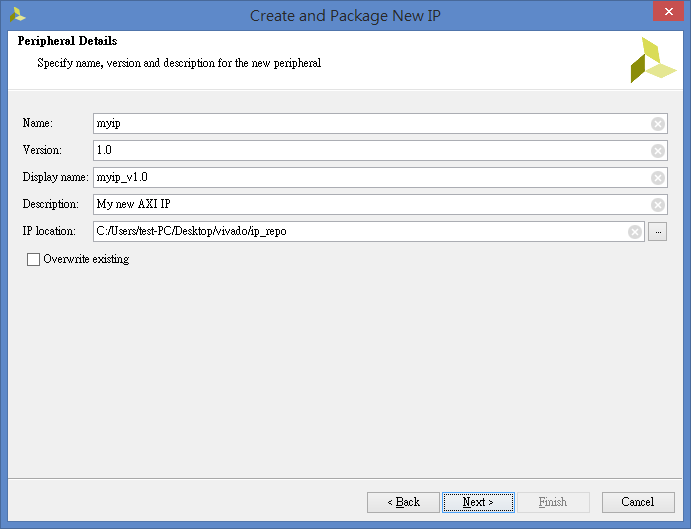 Create and Package New IP
Peripheral Details
Specify name, version and description for the new peripheral
Name: myip
Version: 1.0
Display name: myip_v1.0
Description: My new AXI IP
IP location: C:/Users/test-PC/Desktop/vivado/ip_repo ...
Overwrite existing
< Back Next > Finish Cancel